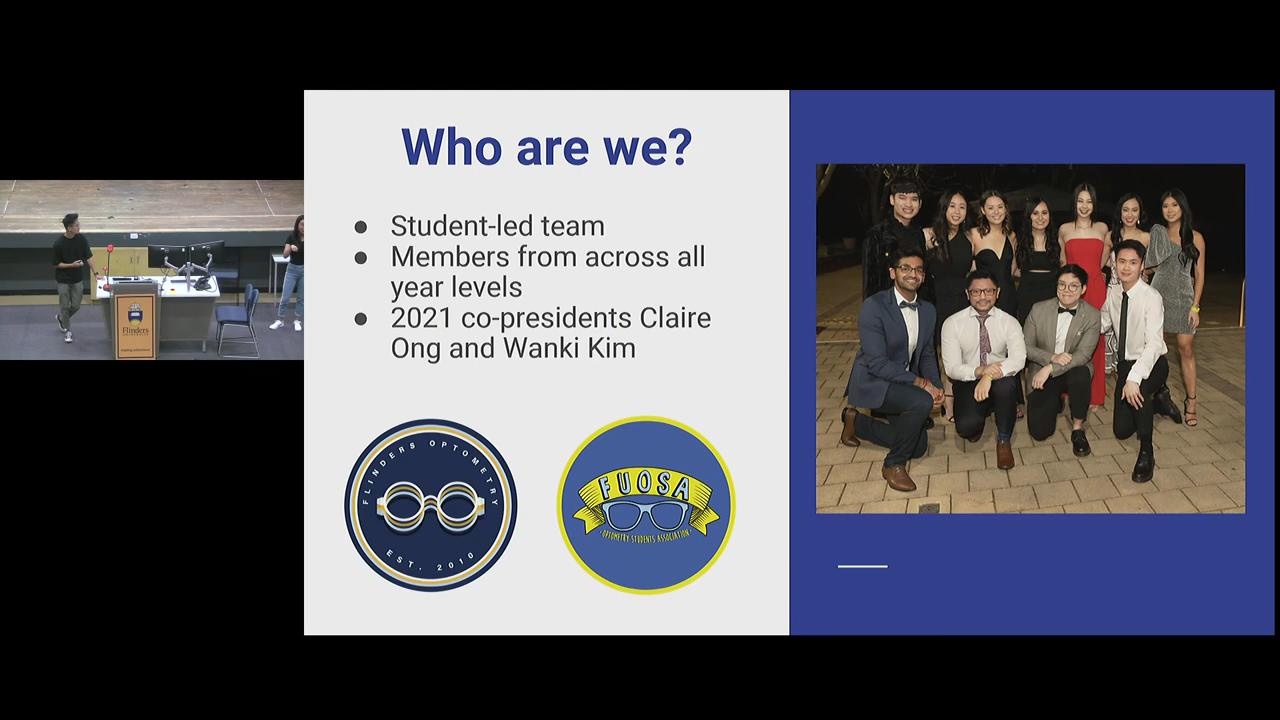 Who are we?
● Student-led team
● Members from across all
year levels
● 2021 co-presidents Claire
Ong and Wanki Kim
FLINDERS OPTOMETRY
EST. 2010
FUOSA
·OPTOMETRY STUDENTS ASSOCIATION·
Flinders